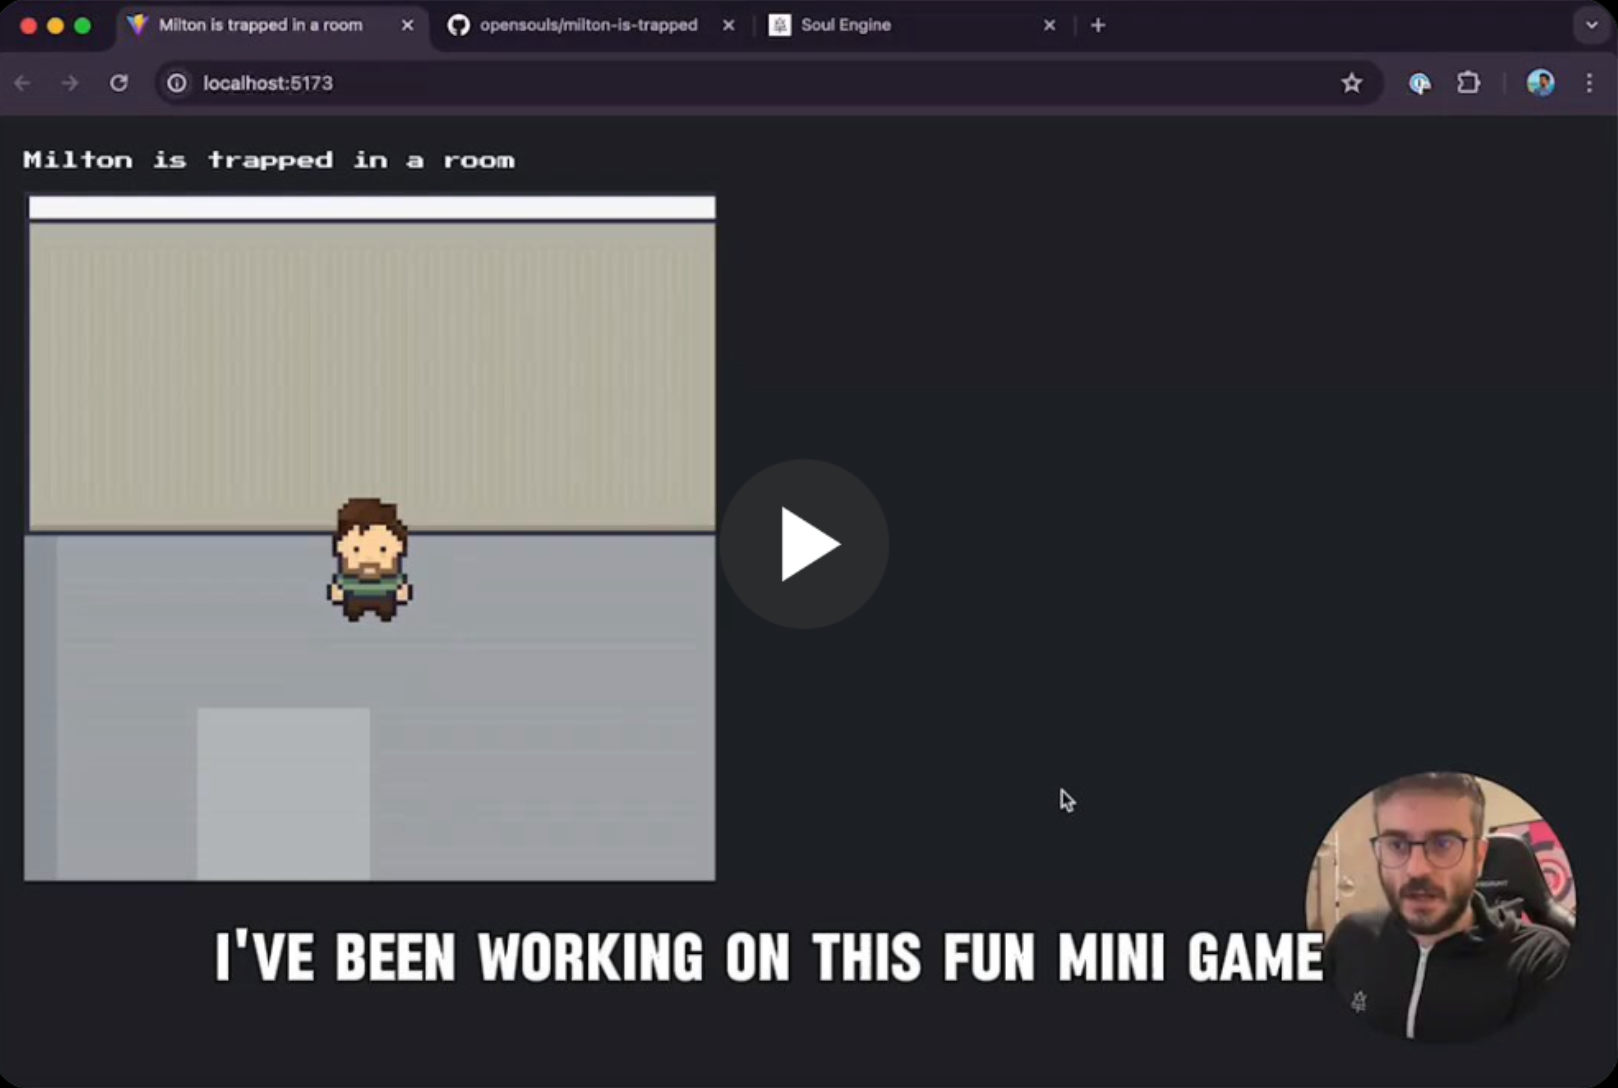 Milton is trapped in a room
opensouls/milton-is-trapped
Soul Engine
localhost:5173
Milton is trapped in a room
I'VE BEEN WORKING ON THIS FUN MINI GAME